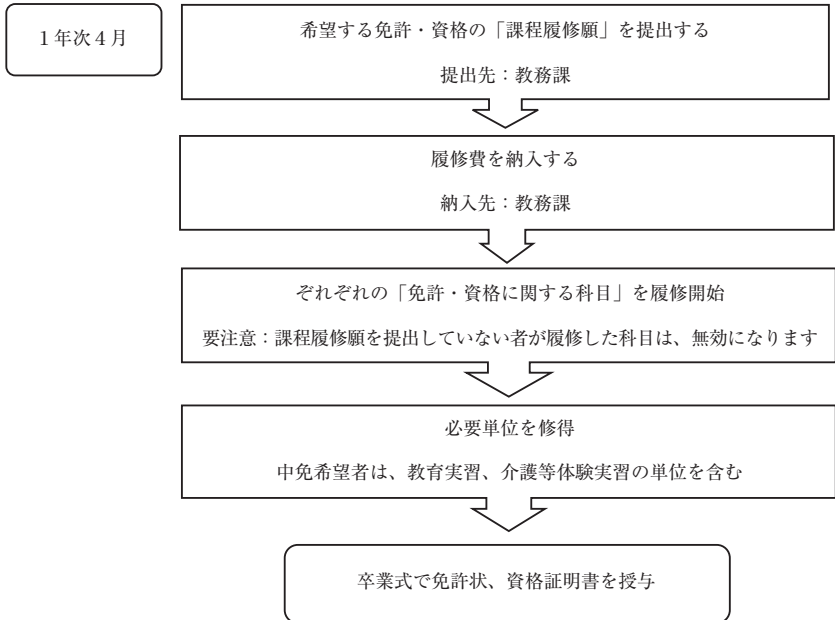 １年次４月
希望する免許・資格の「課程履修願」を提出する
提出先：教務課
履修費を納入する
納入先：教務課
ぞれぞれの「免許・資格に関する科目」を履修開始
要注意：課程履修願を提出していない者が履修した科目は、無効になります
必要単位を修得
中免希望者は、教育実習、介護等体験実習の単位を含む
卒業式で免許状、資格証明書を授与